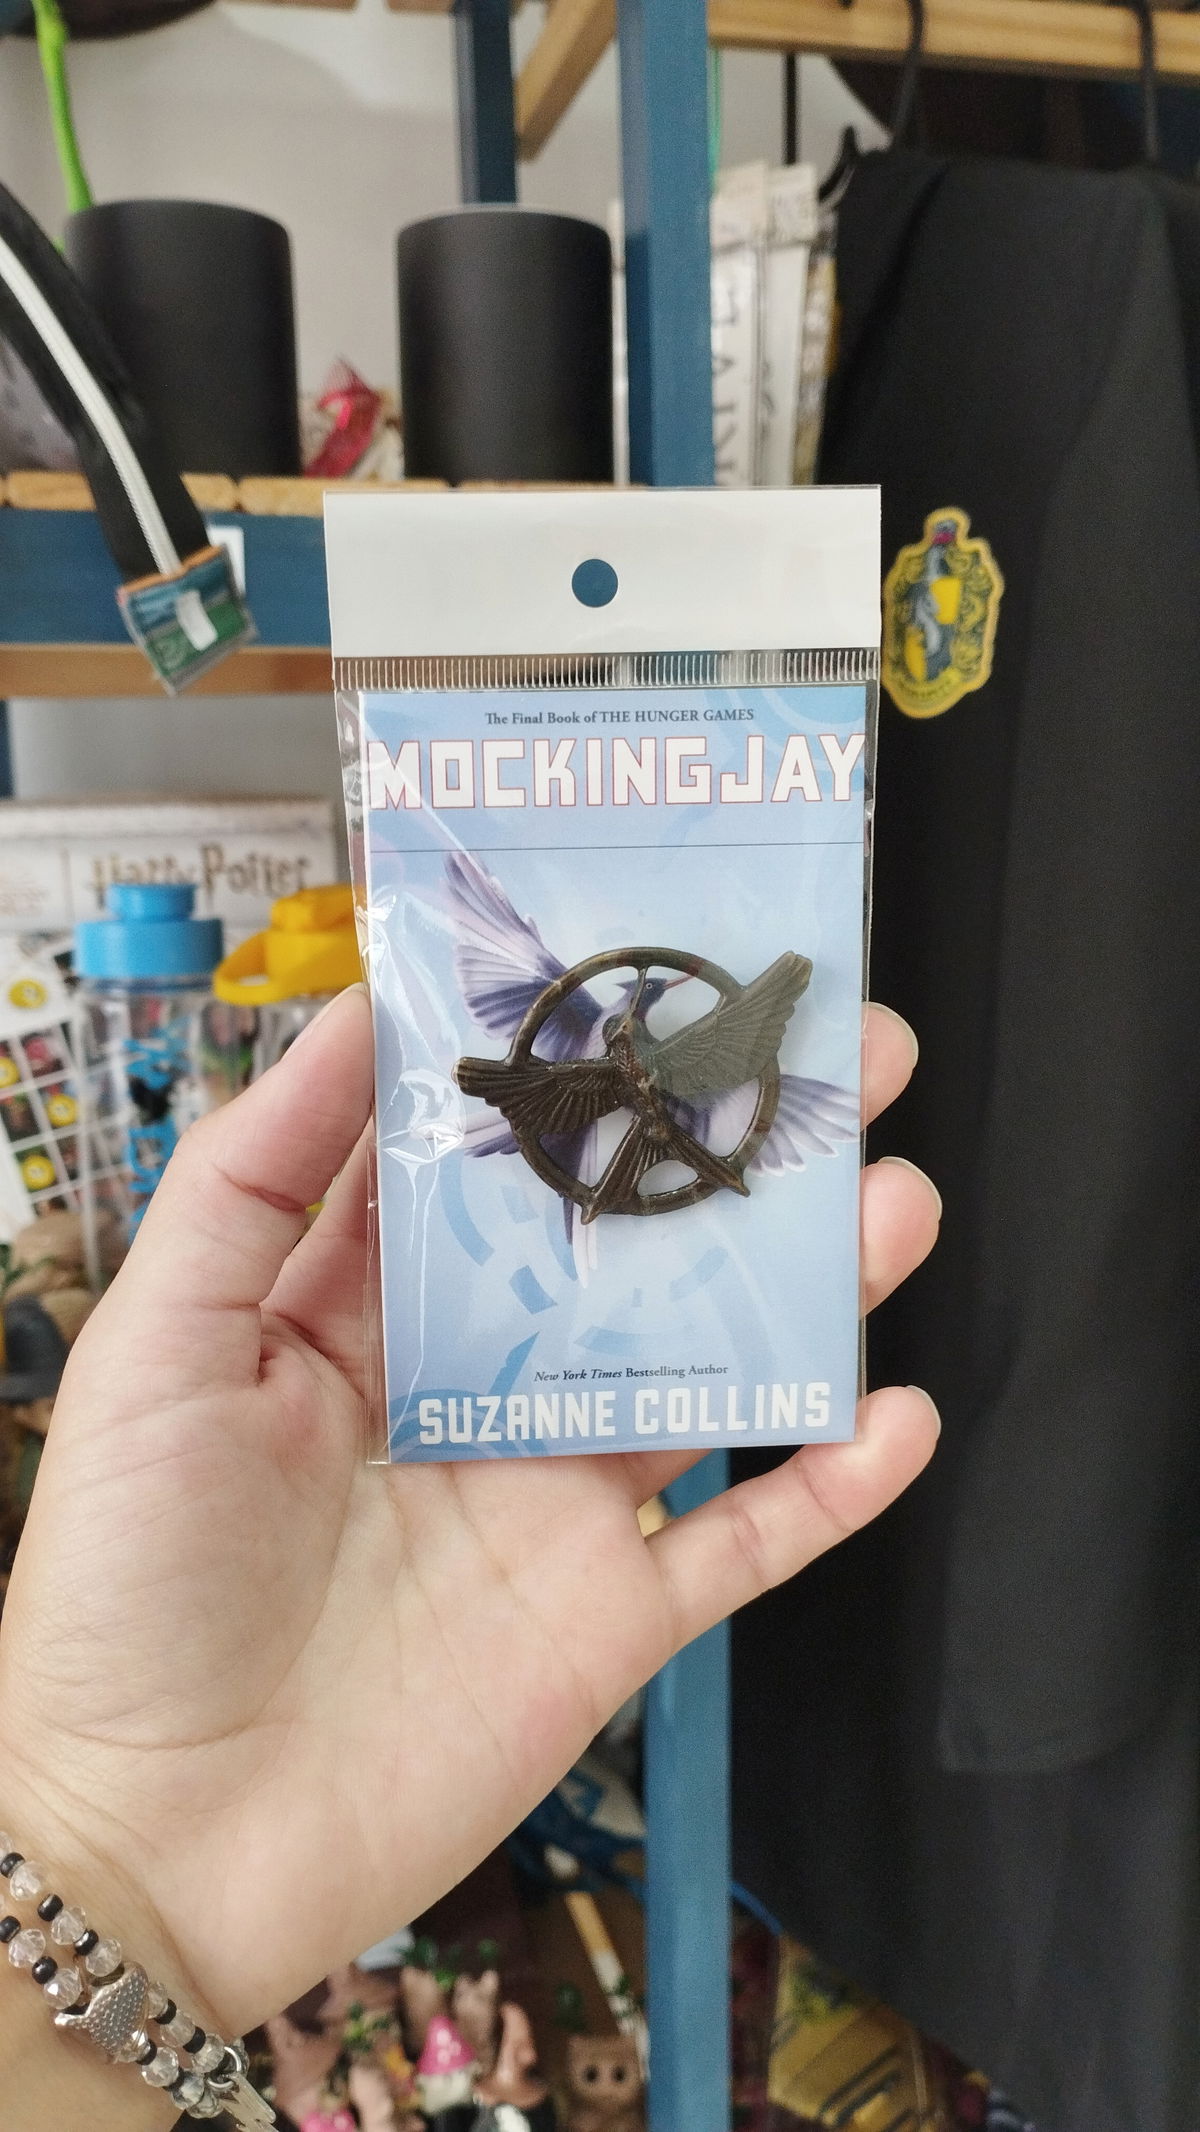 The Final Book of THE HUNGER GAMES
MOCKINGJAY
New York Times Bestselling Author
SUZANNE COLLINS
Harry Potter